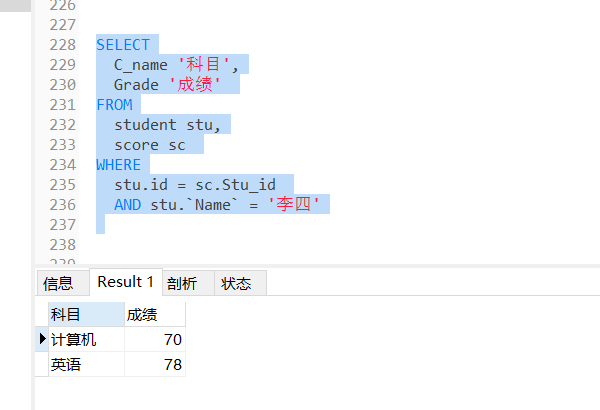 226
227
228 SELECT
229 C_name '科目',
230 Grade '成绩'
231 FROM
232 student stu,
233 score sc
234 WHERE
235 stu.id = sc.Stu_id
236 AND stu.`Name` = '李四'
237
238
239
信息 Result 1 剖析 状态
科目 成绩
计算机 70
英语 78